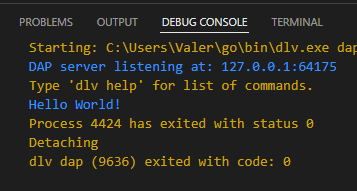 PROBLEMS OUTPUT DEBUG CONSOLE TERMINAL
Starting: C:\Users\Valer\go\bin\dlv.exe dap
DAP server listening at: 127.0.0.1:64175
Type 'dlv help' for list of commands.
Hello World!
Process 4424 has exited with status 0
Detaching
dlv dap (9636) exited with code: 0